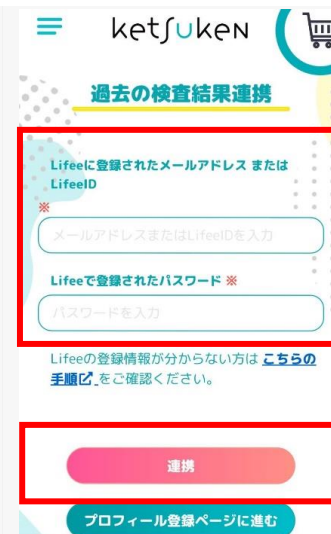 ketʃuken
過去の検査結果連携
Lifeeに登録されたメールアドレス または
LifeeID
※
メールアドレスまたはLifeeIDを入力
Lifeeで登録されたパスワード ※
パスワードを入力
Lifeeの登録情報が分からない方は こちらの
手順 をご確認ください。
連携
プロフィール登録ページに進む